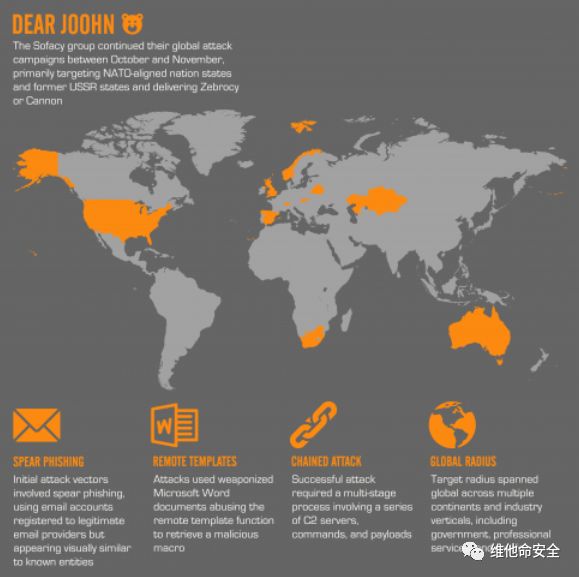 DEAR JOOHN
The Sofacy group continued their global attack
campaigns between October and November,
primarily targeting NATO-aligned nation states
and former USSR states and delivering Zebrocy
or Cannon
W
SPEAR PHISHING
Initial attack vectors
involved spear phishing,
using email accounts
registered to legitimate
email providers but
appearing visually similar
to known entities
REMOTE TEMPLATES
Attacks used weaponized
Microsoft Word
documents abusing the
remote template function
to retrieve a malicious
macro
CHAINED ATTACK
Successful attack
required a multi-stage
process involving a series
of C2 servers,
commands, and payloads
GLOBAL RADIUS
Target radius spanned
global across multiple
continents and industry
verticals, including
government, professional
维他命安全